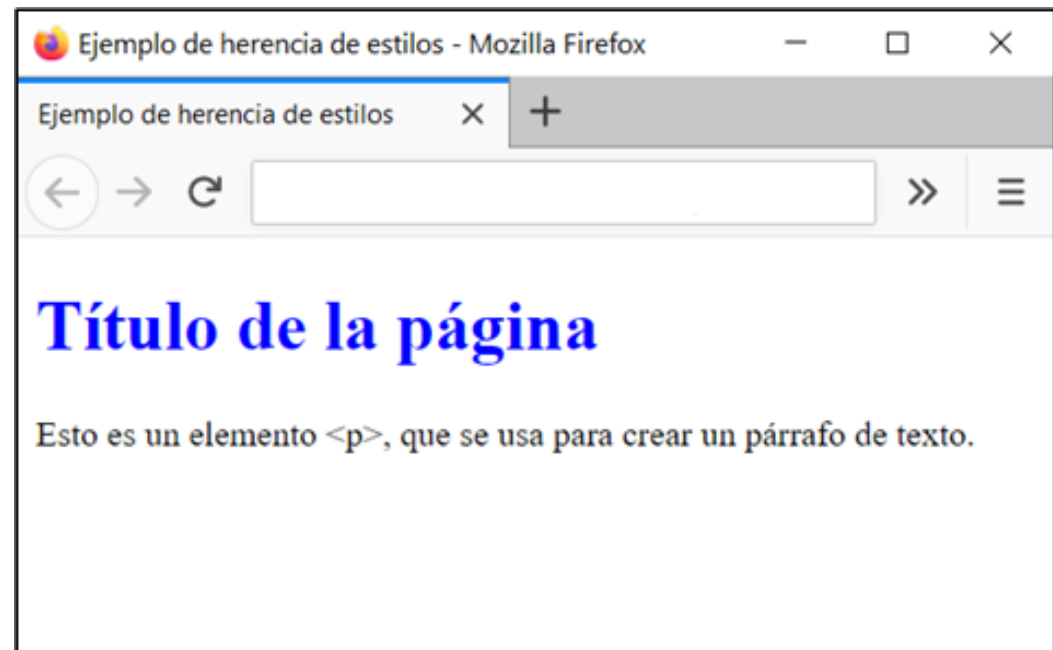 Ejemplo de herencia de estilos - Mozilla Firefox
Ejemplo de herencia de estilos
Título de la página
Esto es un elemento <p>, que se usa para crear un párrafo de texto.